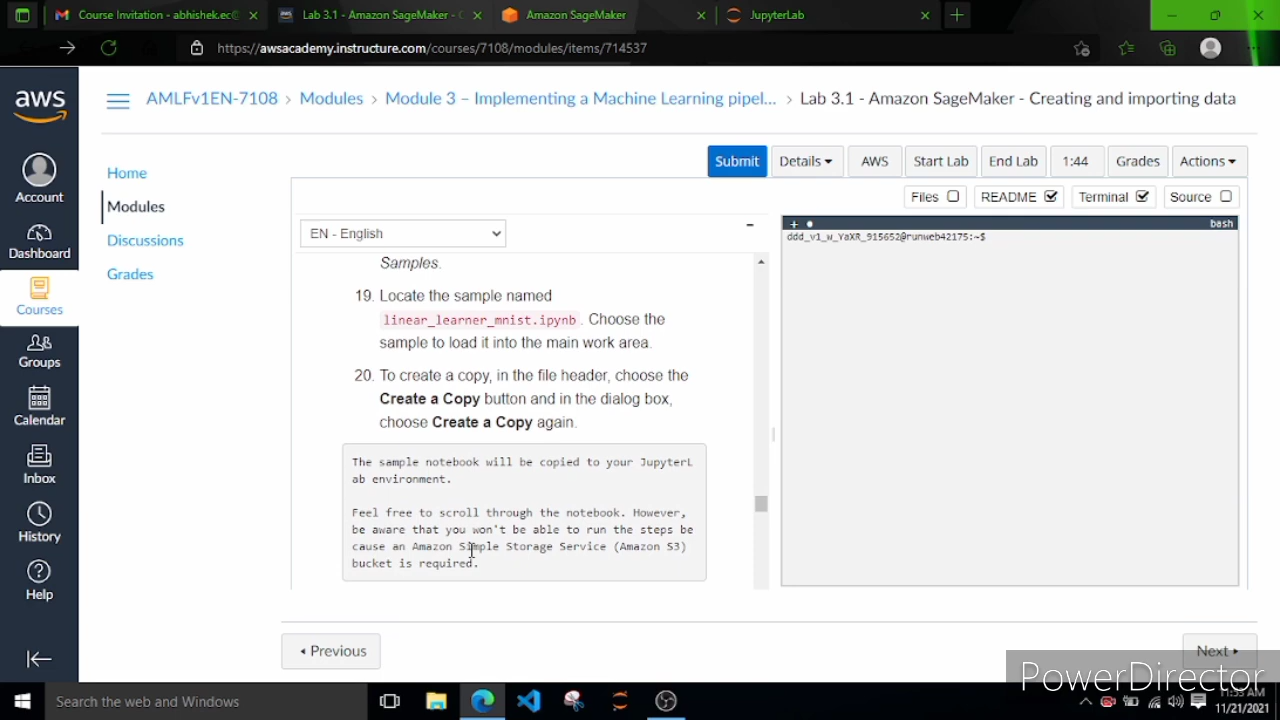 Course Invitation - abhishek.ec@
Lab 3.1 - Amazon SageMaker - C
Amazon SageMaker
JupyterLab
https://awsacademy.instructure.com/courses/7108/modules/items/714537
aws
Account
Dashboard
Courses
Groups
Calendar
Inbox
History
Help
AMLFv1EN-7108 › Modules › Module 3 – Implementing a Machine Learning pipel... › Lab 3.1 - Amazon SageMaker - Creating and importing data
Home
Modules
Discussions
Grades
Submit
Details
AWS
Start Lab
End Lab
1:44
Grades
Actions
Files
README
Terminal
Source
EN - English
Samples.
19. Locate the sample named
linear_learner_mnist.ipynb. Choose the
sample to load it into the main work area.
20. To create a copy, in the file header, choose the
Create a Copy button and in the dialog box,
choose Create a Copy again.
The sample notebook will be copied to your JupyterL
ab environment.
Feel free to scroll through the notebook. However,
be aware that you won't be able to run the steps be
cause an Amazon Simple Storage Service (Amazon S3)
bucket is required.
bash
ddd_v1_w_YaXR_915652@runweb42175:~$
Previous
Next
PowerDirector
Search the web and Windows
11:55 AM
11/21/2021